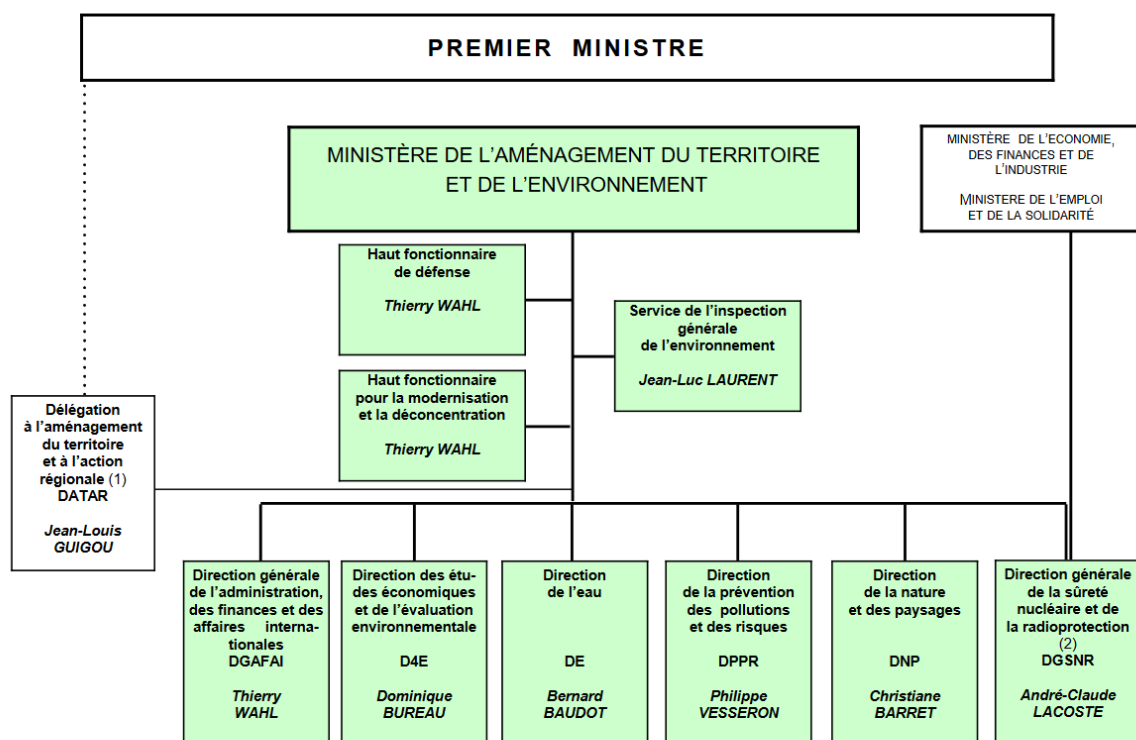 PREMIER MINISTRE
MINISTÈRE DE L'AMÉNAGEMENT DU TERRITOIRE
ET DE L'ENVIRONNEMENT
MINISTÈRE DE L'ECONOMIE,
DES FINANCES ET DE
L'INDUSTRIE
MINISTERE DE L'EMPLOI
ET DE LA SOLIDARITÉ
Haut fonctionnaire
de défense
Thierry WAHL
Service de l'inspection
générale
de l'environnement
Jean-Luc LAURENT
Haut fonctionnaire
pour la modernisation
et la déconcentration
Thierry WAHL
Délégation
à l'aménagement
du territoire
et à l'action
régionale (1)
DATAR
Jean-Louis
GUIGOU
Direction générale
de l'administration,
des finances et des
affaires interna-
tionales
DGAFAI
Thierry
WAHL
Direction des étu-
des économiques
et de l'évaluation
environnementale
D4E
Dominique
BUREAU
Direction
de l'eau
DE
Bernard
BAUDOT
Direction
de la prévention
des pollutions
et des risques
DPPR
Philippe
VESSERON
Direction
de la nature
et des paysages
DNP
Christiane
BARRET
Direction générale
de la sûreté
nucléaire et de
la radioprotection
(2)
DGSNR
André-Claude
LACOSTE